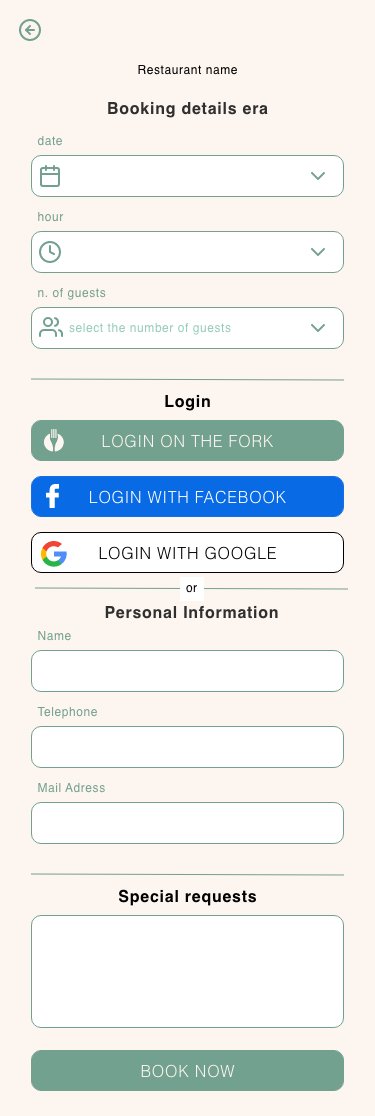 Restaurant name
Booking details era
date
hour
n. of guests
select the number of guests
Login
LOGIN ON THE FORK
LOGIN WITH FACEBOOK
LOGIN WITH GOOGLE
or
Personal Information
Name
Telephone
Mail Adress
Special requests
BOOK NOW